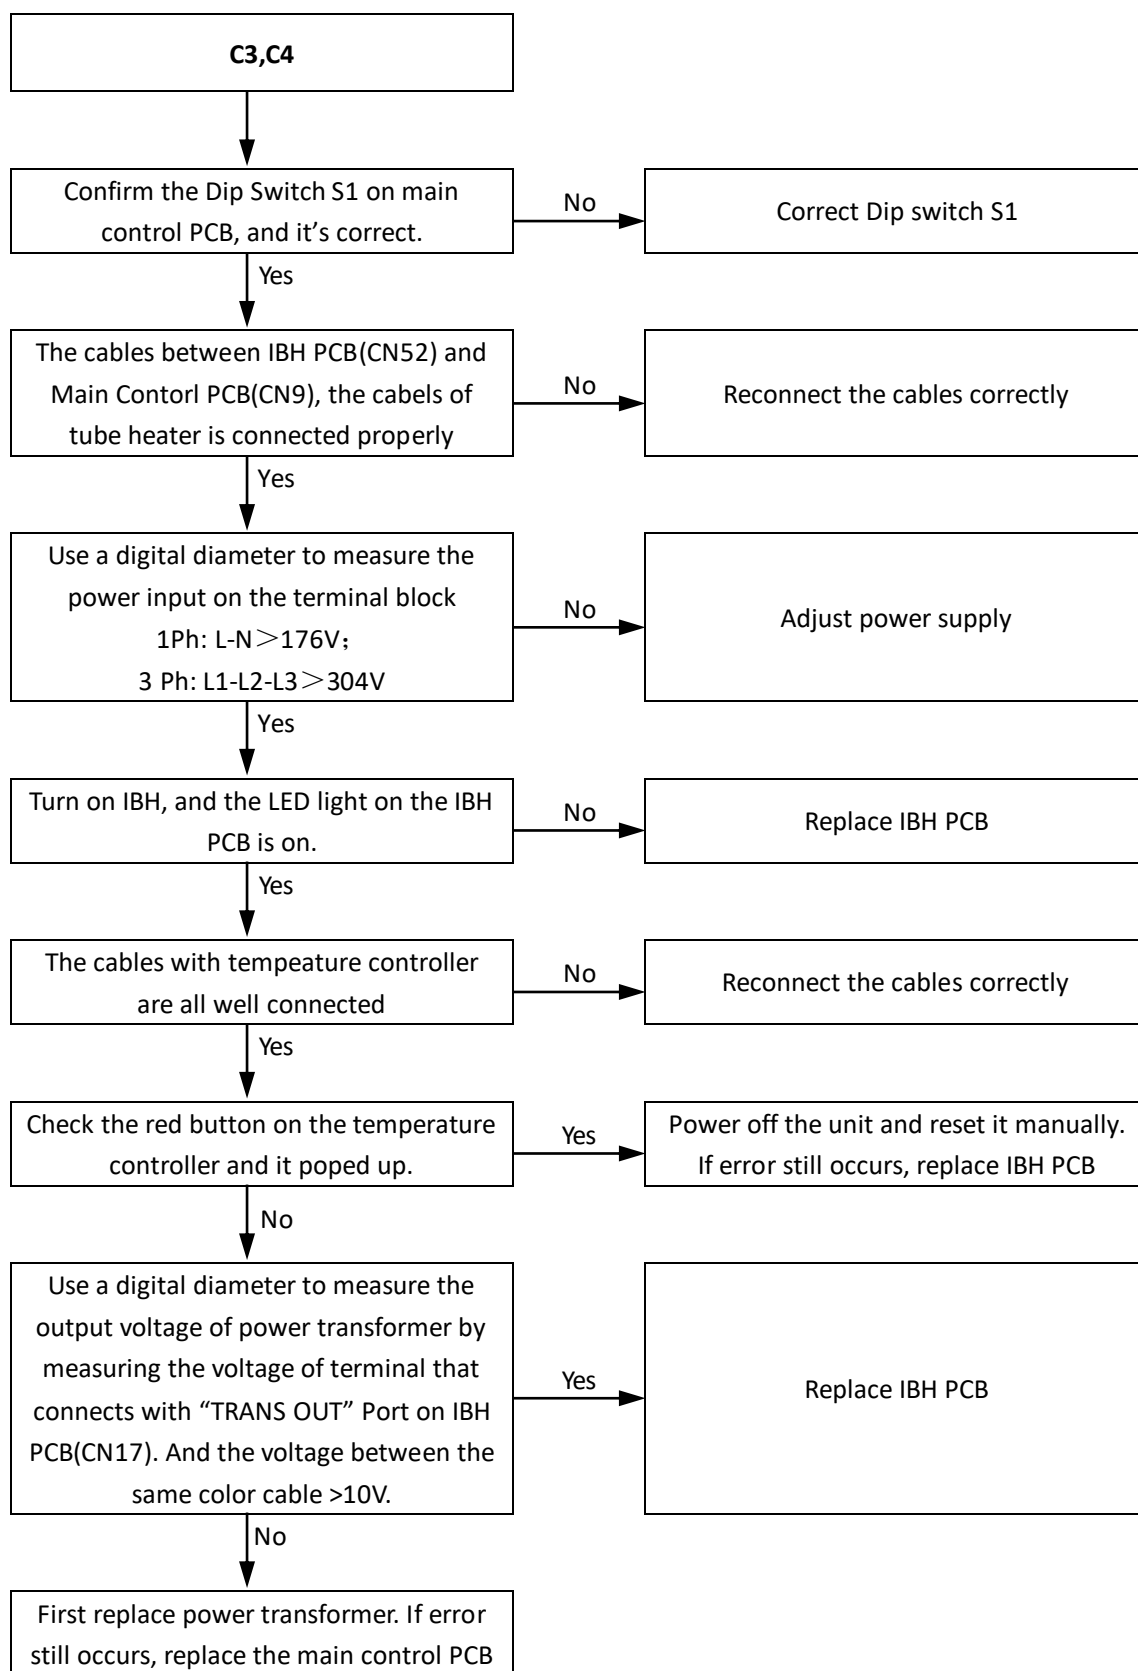 C3,C4
Confirm the Dip Switch S1 on main
control PCB, and it’s correct.
No
Correct Dip switch S1
Yes
The cables between IBH PCB(CN52) and
Main Contorl PCB(CN9), the cabels of
tube heater is connected properly
No
Reconnect the cables correctly
Yes
Use a digital diameter to measure the
power input on the terminal block
1Ph: L-N＞176V；
3 Ph: L1-L2-L3＞304V
No
Adjust power supply
Yes
Turn on IBH, and the LED light on the IBH
PCB is on.
No
Replace IBH PCB
Yes
The cables with tempeature controller
are all well connected
No
Reconnect the cables correctly
Yes
Check the red button on the temperature
controller and it poped up.
Yes
Power off the unit and reset it manually.
If error still occurs, replace IBH PCB
No
Use a digital diameter to measure the
output voltage of power transformer by
measuring the voltage of terminal that
connects with “TRANS OUT” Port on IBH
PCB(CN17). And the voltage between the
same color cable >10V.
Yes
Replace IBH PCB
No
First replace power transformer. If error
still occurs, replace the main control PCB